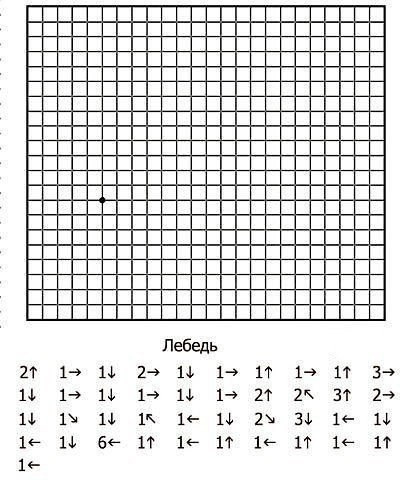 Лебедь
2↑ 1→ 1↓ 2→ 1↓ 1→ 1↑ 1→ 1↑ 3→
1↓ 1→ 1↓ 1→ 1↓ 1→ 2↑ 2↖ 3↑ 2→
1↓ 1↘ 1↓ 1↖ 1← 1↓ 2↘ 3↓ 1← 1↓
1← 1↓ 6← 1↑ 1← 1↑ 1← 1↑ 1← 1↑
1←